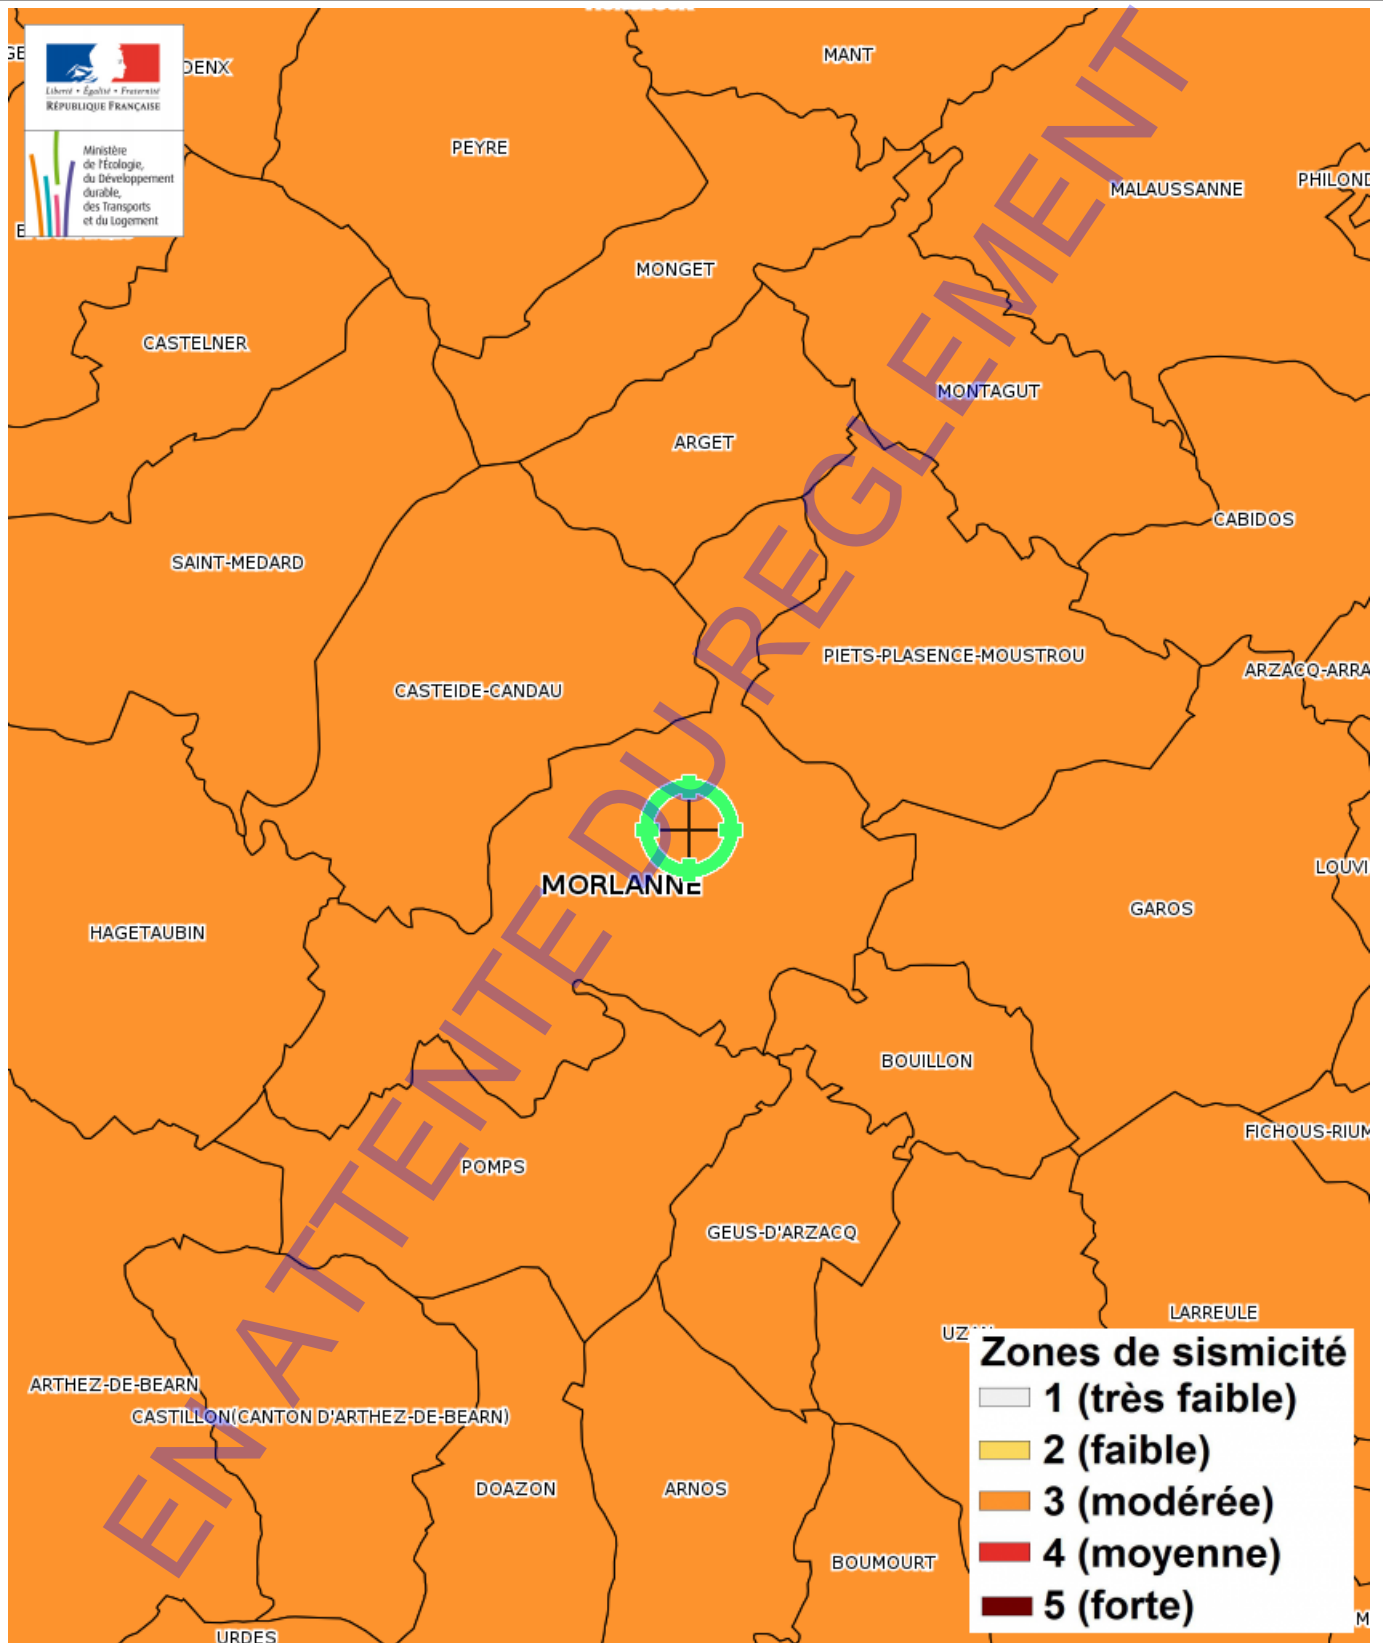 MANT
DENX
Liberté • Égalité • Fraternité
RÉPUBLIQUE FRANÇAISE
PEYRE
Ministère
de l'Écologie,
du Développement
durable,
des Transports
et du Logement
MALAUSSANNE
PHILOND
MONGET
CASTELNER
MONTAGUT
ARGET
CABIDOS
SAINT-MEDARD
PIETS-PLASENCE-MOUSTROU
ARZACQ-ARRA
CASTEIDE-CANDAU
LOUVI
MORLANNE
GAROS
HAGETAUBIN
BOUILLON
FICHOUS-RIUM
POMPS
GEUS-D'ARZACQ
LARREULE
ARTHEZ-DE-BEARN
CASTILLON(CANTON D'ARTHEZ-DE-BEARN)
DOAZON
ARNOS
BOUMOURT
URDES
EN ATTENTE DU REGLEMENT
Zones de sismicité
1 (très faible)
2 (faible)
3 (modérée)
4 (moyenne)
5 (forte)